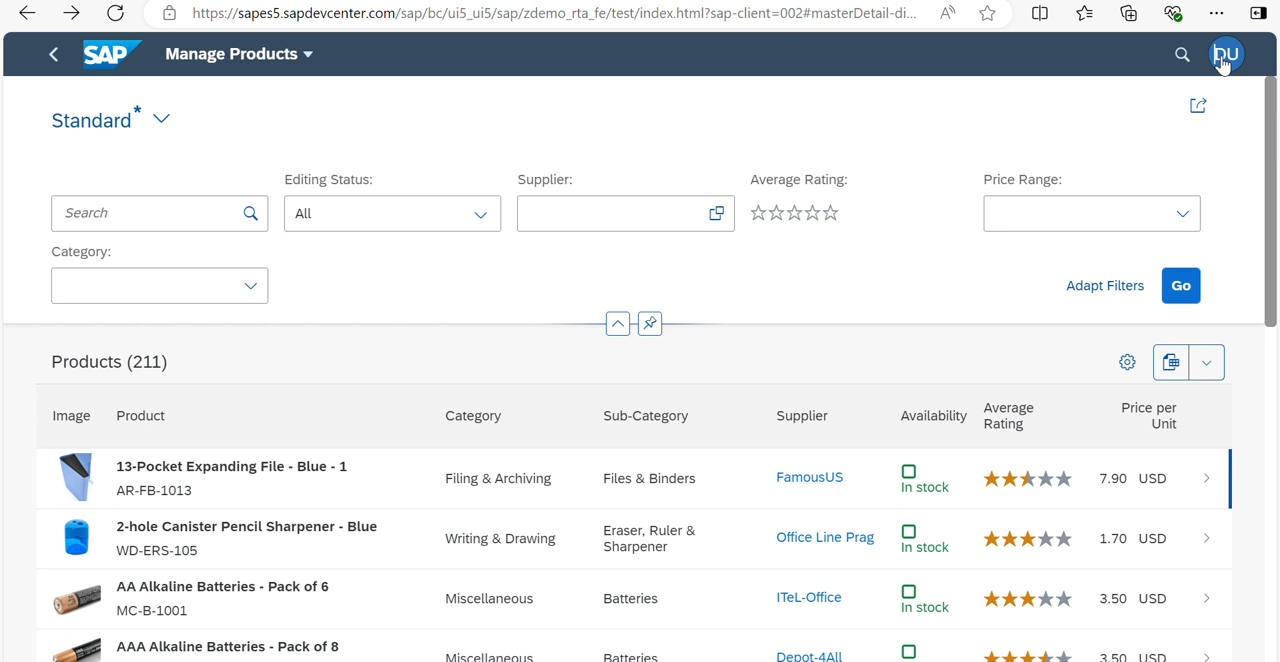 https://sapes5.sapdevcenter.com/sap/bc/ui5_ui5/sap/zdemo_rta_fe/test/index.html?sap-client=002#masterDetail-di...
SAP Manage Products DU
Standard*
Editing Status: Supplier: Average Rating: Price Range:
Search All
Category:
Adapt Filters Go
Products (211)
Image Product Category Sub-Category Supplier Availability Average Rating Price per Unit
13-Pocket Expanding File - Blue - 1
AR-FB-1013
Filing & Archiving Files & Binders FamousUS In stock 7.90 USD
2-hole Canister Pencil Sharpener - Blue
WD-ERS-105
Writing & Drawing Eraser, Ruler & Sharpener Office Line Prag In stock 1.70 USD
AA Alkaline Batteries - Pack of 6
MC-B-1001
Miscellaneous Batteries ITeL-Office In stock 3.50 USD
AAA Alkaline Batteries - Pack of 8
Miscellaneous Batteries Depot-4All 3.50 USD